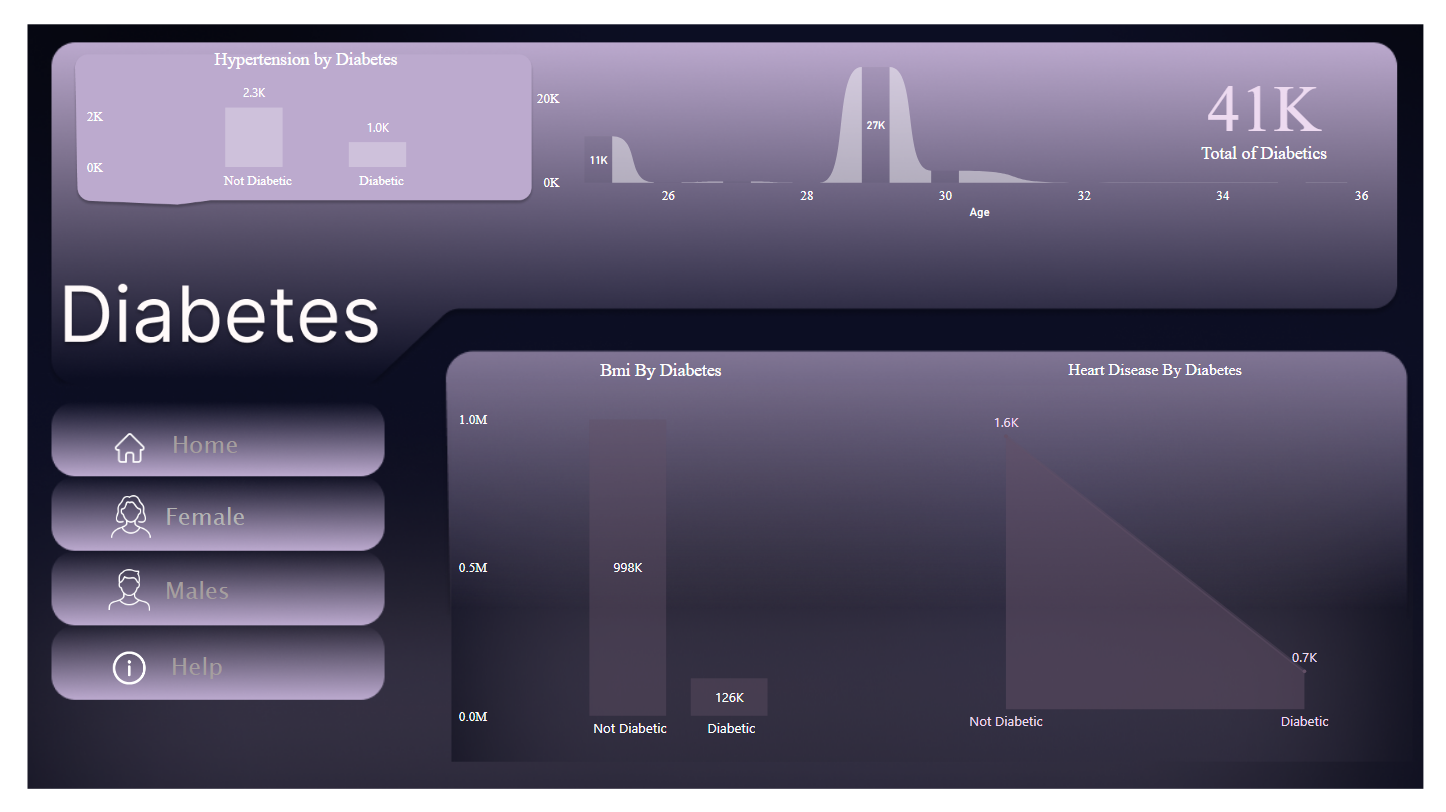 Hypertension by Diabetes
2.3K
1.0K
2K
0K
Not Diabetic
Diabetic
20K
0K
11K
27K
26
28
30
32
34
36
Age
41K
Total of Diabetics
Diabetes
Home
Female
Males
Help
Bmi By Diabetes
1.0M
0.5M
0.0M
998K
126K
Not Diabetic
Diabetic
Heart Disease By Diabetes
1.6K
0.7K
Not Diabetic
Diabetic